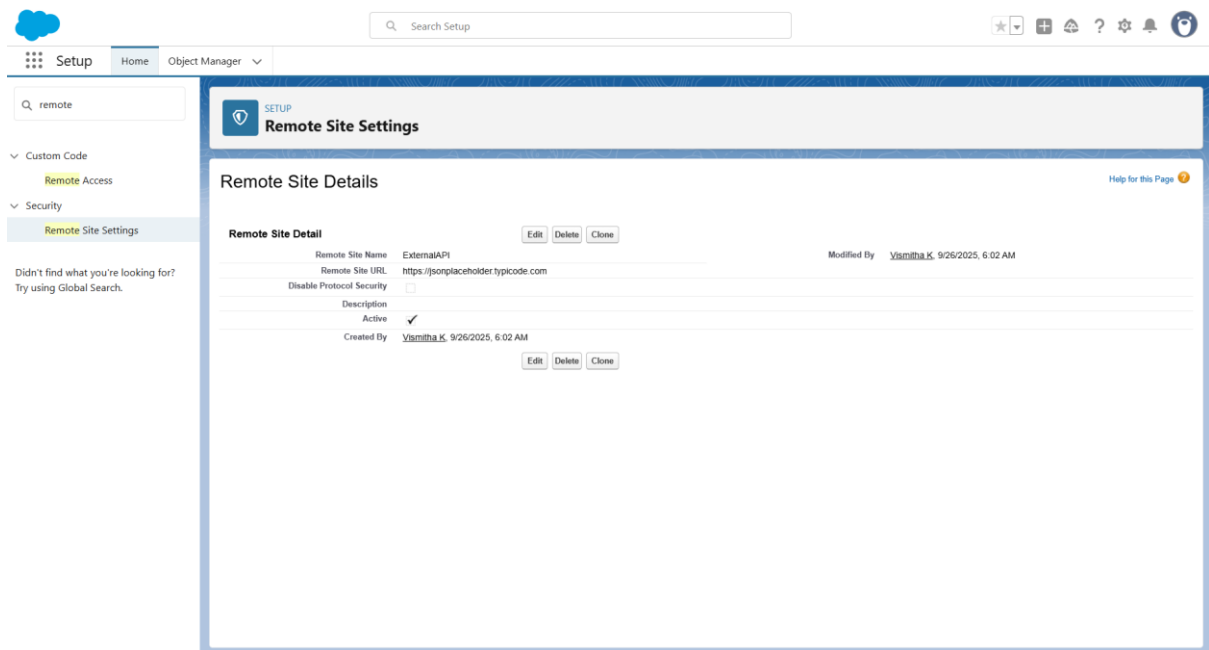 Search Setup
Setup
Home
Object Manager
remote
Custom Code
Remote Access
Security
Remote Site Settings
Didn't find what you're looking for?
Try using Global Search.
SETUP
Remote Site Settings
Remote Site Details
Help for this Page
Remote Site Detail
Edit Delete Clone
Remote Site Name ExternalAPI Modified By Vismitha K, 9/26/2025, 6:02 AM
Remote Site URL https://jsonplaceholder.typicode.com
Disable Protocol Security
Description
Active
Created By Vismitha K, 9/26/2025, 6:02 AM
Edit Delete Clone